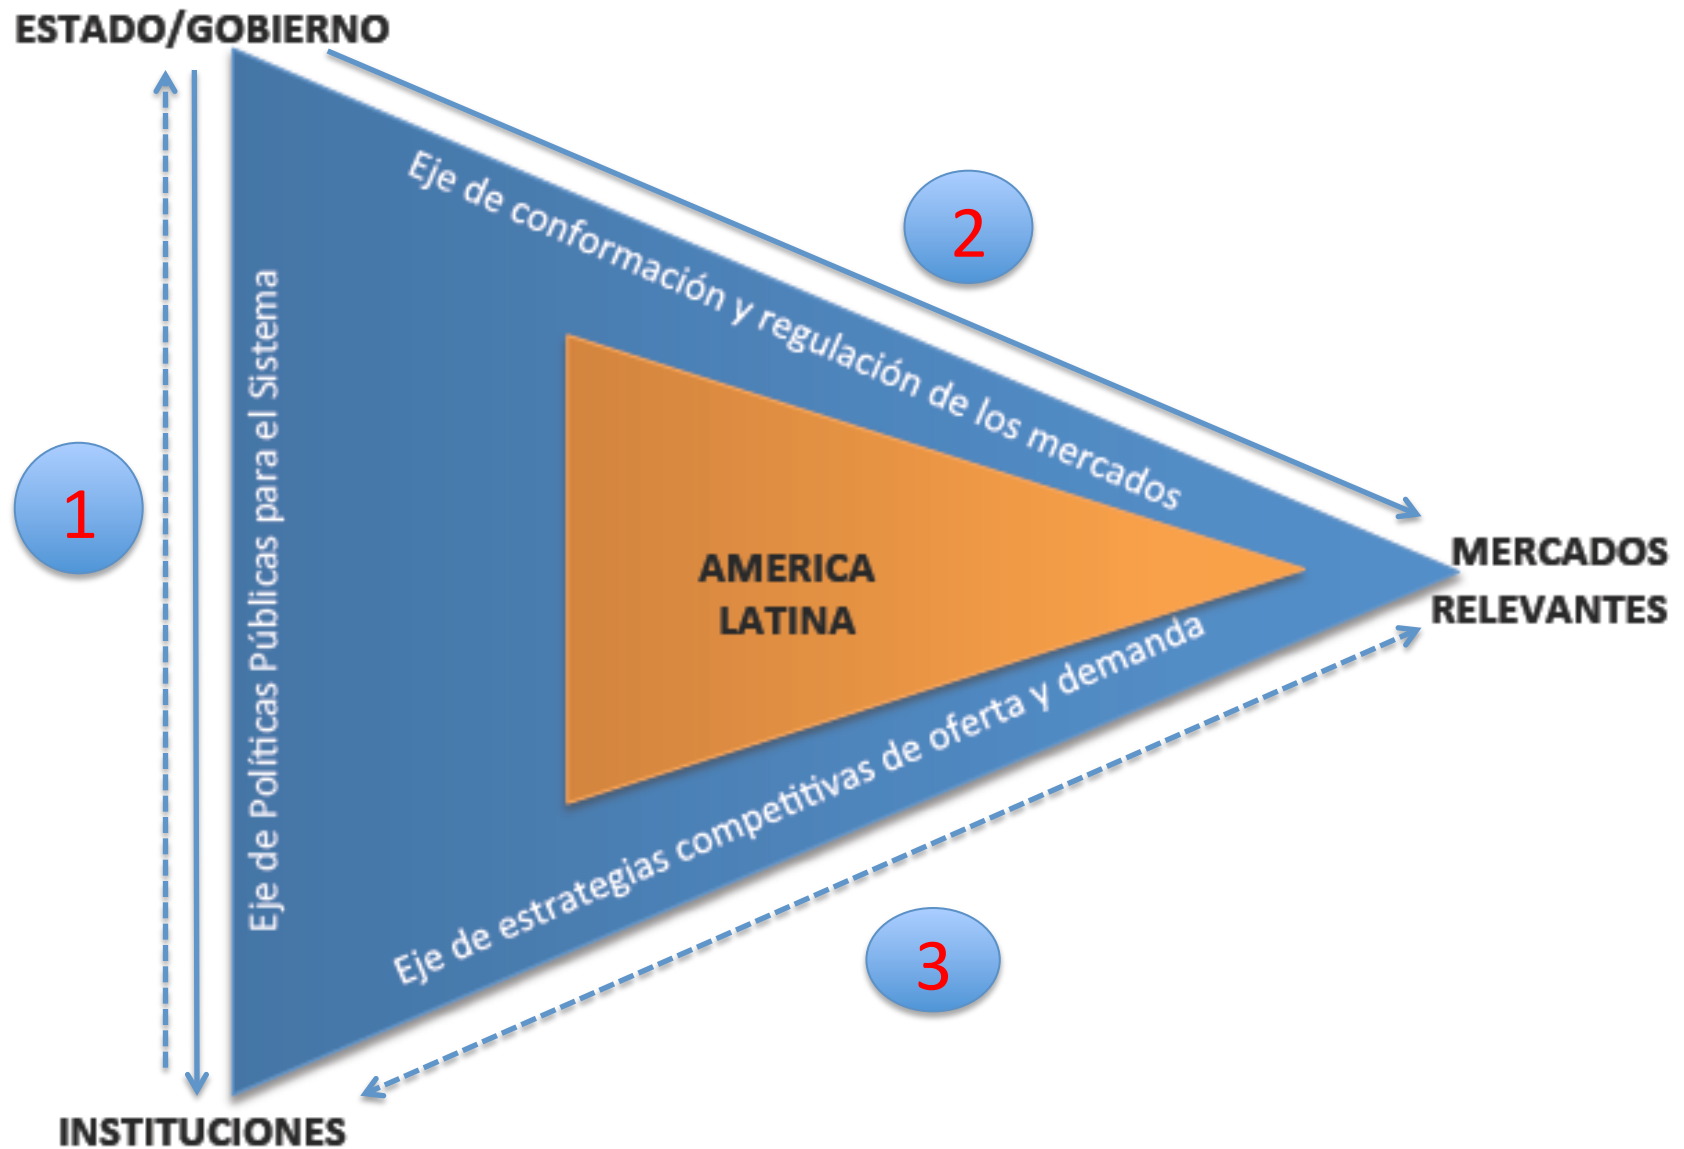 ESTADO/GOBIERNO
Eje de conformación y regulación de los mercados
2
Eje de Políticas Públicas para el Sistema
1
AMERICA
LATINA
MERCADOS
RELEVANTES
Eje de estrategias competitivas de oferta y demanda
3
INSTITUCIONES